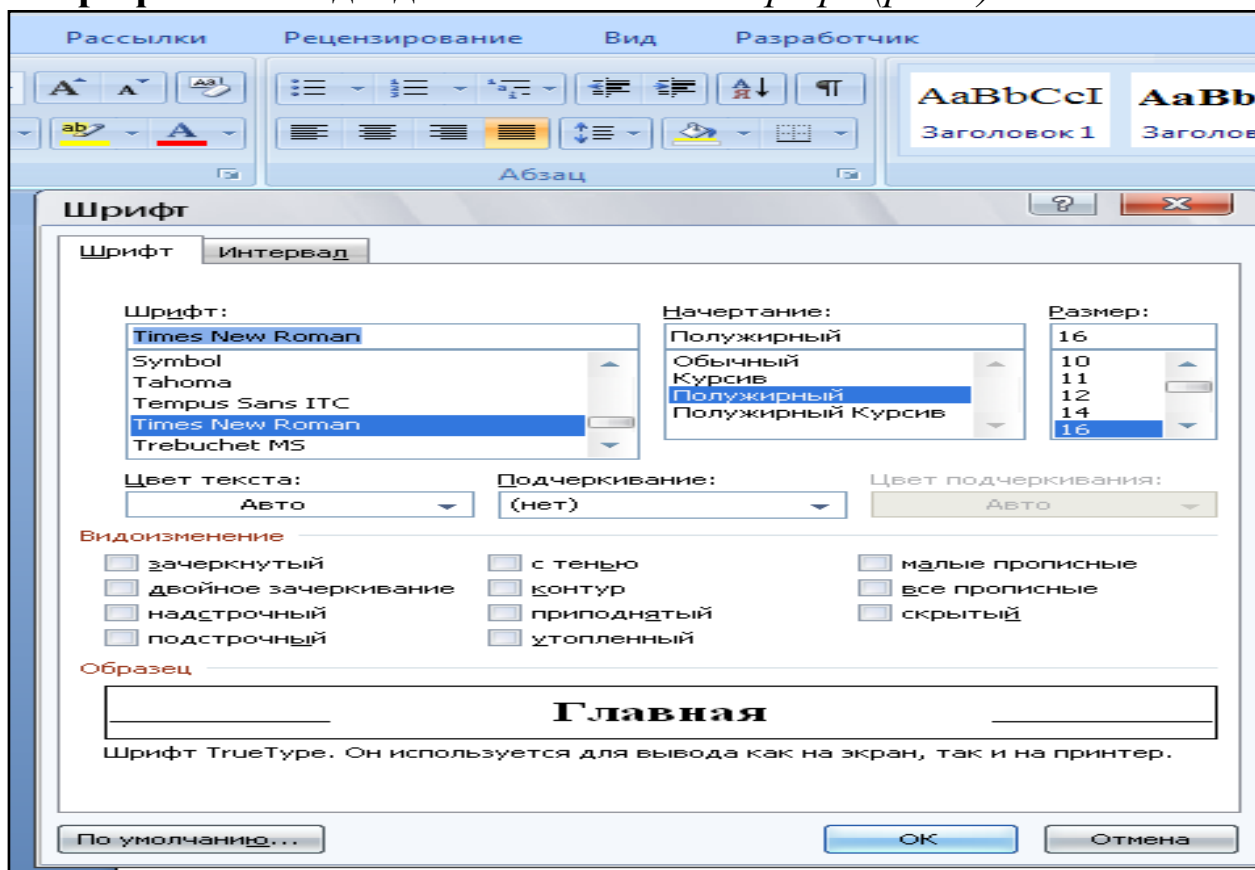 Рассылки Рецензирование Вид Разработчик
AaBbCcI AaBb
Заголовок 1 Заголов
Абзац
Шрифт
Шрифт Интервал
Шрифт: Начертание: Размер:
Times New Roman Полужирный 16
Symbol Обычный 10
Tahoma Курсив 11
Tempus Sans ITC Полужирный 12
Times New Roman Полужирный Курсив 14
Trebuchet MS 16
Цвет текста: Подчеркивание: Цвет подчеркивания:
Авто (нет) Авто
Видоизменение
зачеркнутый с тенью малые прописные
двойное зачеркивание контур все прописные
надстрочный приподнятый скрытый
подстрочный утопленный
Образец
Главная
Шрифт TrueType. Он используется для вывода как на экран, так и на принтер.
По умолчанию... ОК Отмена